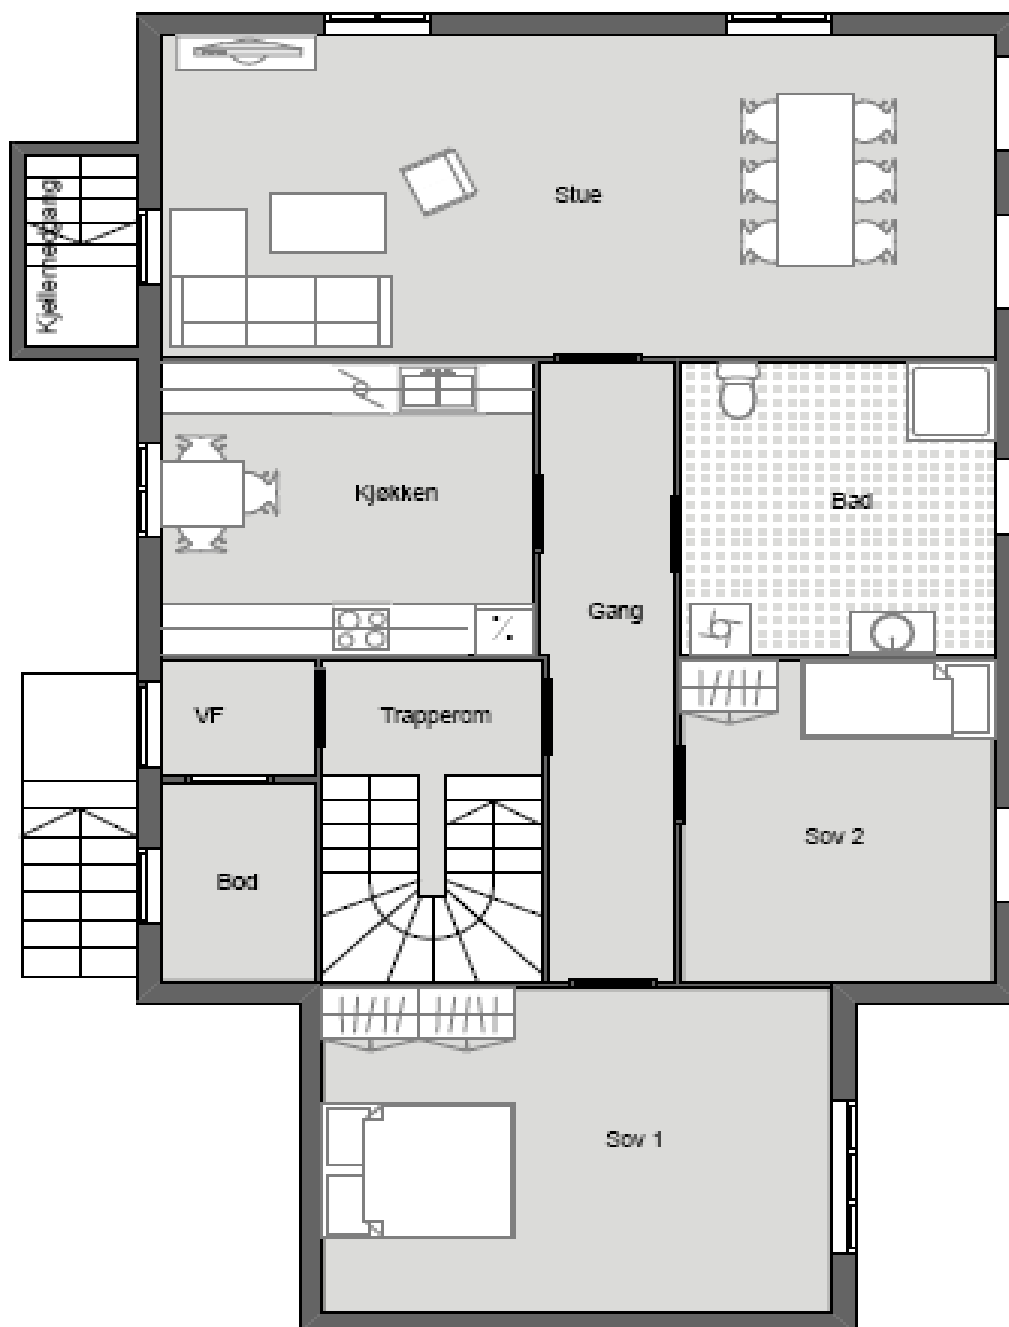 Stue
Kjellernedgang
Kjøkken
Bad
Gang
VF
Trapperom
Sov 2
Bod
Sov 1